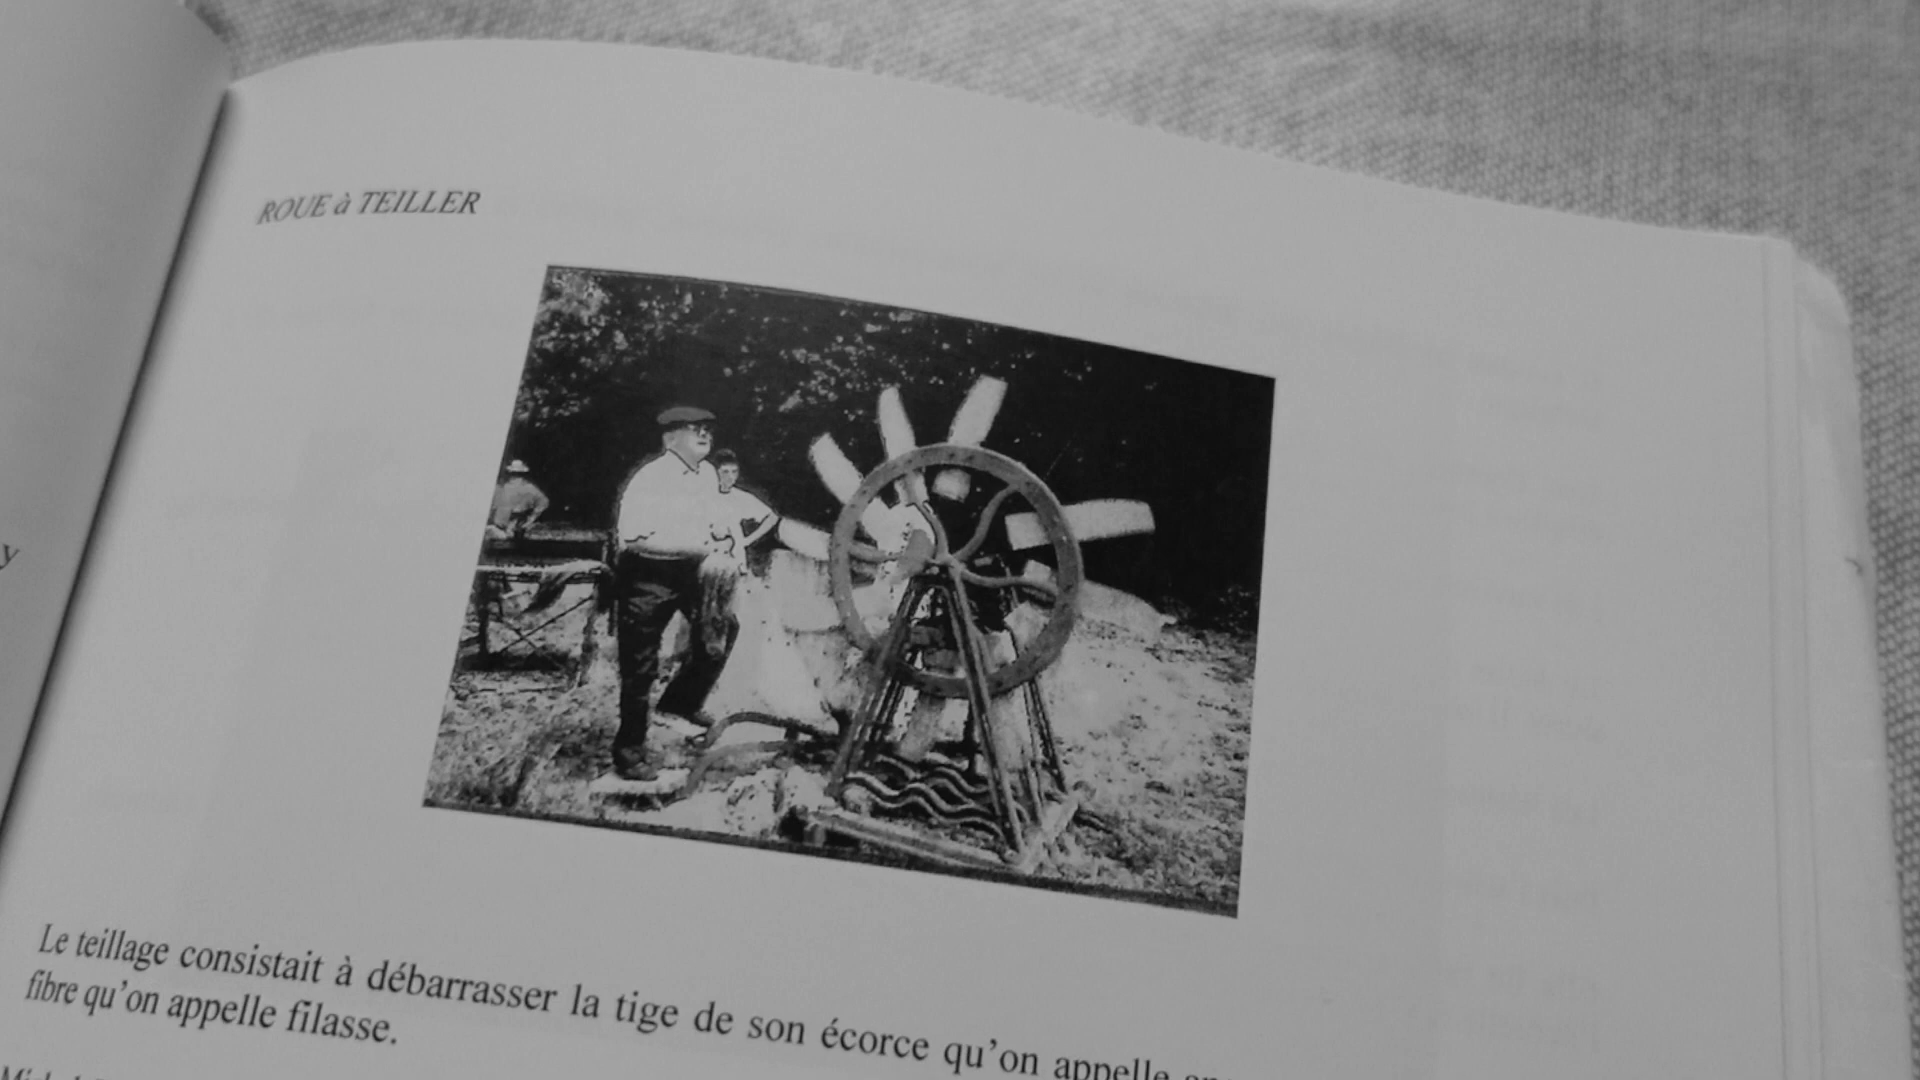 ROUE à TEILLER
Le teillage consistait à débarrasser la tige de son écorce qu'on appelle
fibre qu'on appelle filasse.
y